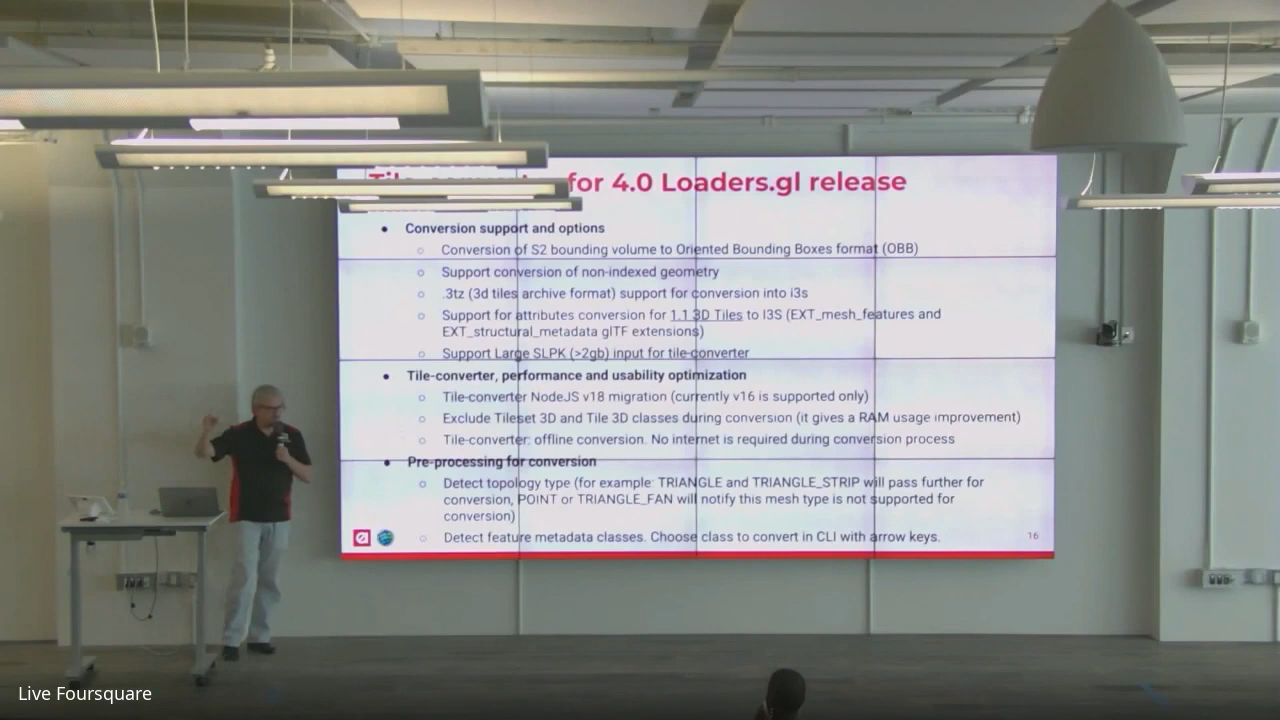 for 4.0 Loaders.gl release
● Conversion support and options
○ Conversion of S2 bounding volume to Oriented Bounding Boxes format (OBB)
○ Support conversion of non-indexed geometry
○ .3tz (3d tiles archive format) support for conversion into i3s
○ Support for attributes conversion for 1.1 3D Tiles to I3S (EXT_mesh_features and
EXT_structural_metadata glTF extensions)
○ Support Large SLPK (>2gb) input for tile-converter
● Tile-converter, performance and usability optimization
○ Tile-converter NodeJS v18 migration (currently v16 is supported only)
○ Exclude Tileset 3D and Tile 3D classes during conversion (it gives a RAM usage improvement)
○ Tile-converter: offline conversion. No internet is required during conversion process
● Pre-processing for conversion
○ Detect topology type (for example: TRIANGLE and TRIANGLE_STRIP will pass further for
conversion, POINT or TRIANGLE_FAN will notify this mesh type is not supported for
conversion)
○ Detect feature metadata classes. Choose class to convert in CLI with arrow keys.
16
Live Foursquare